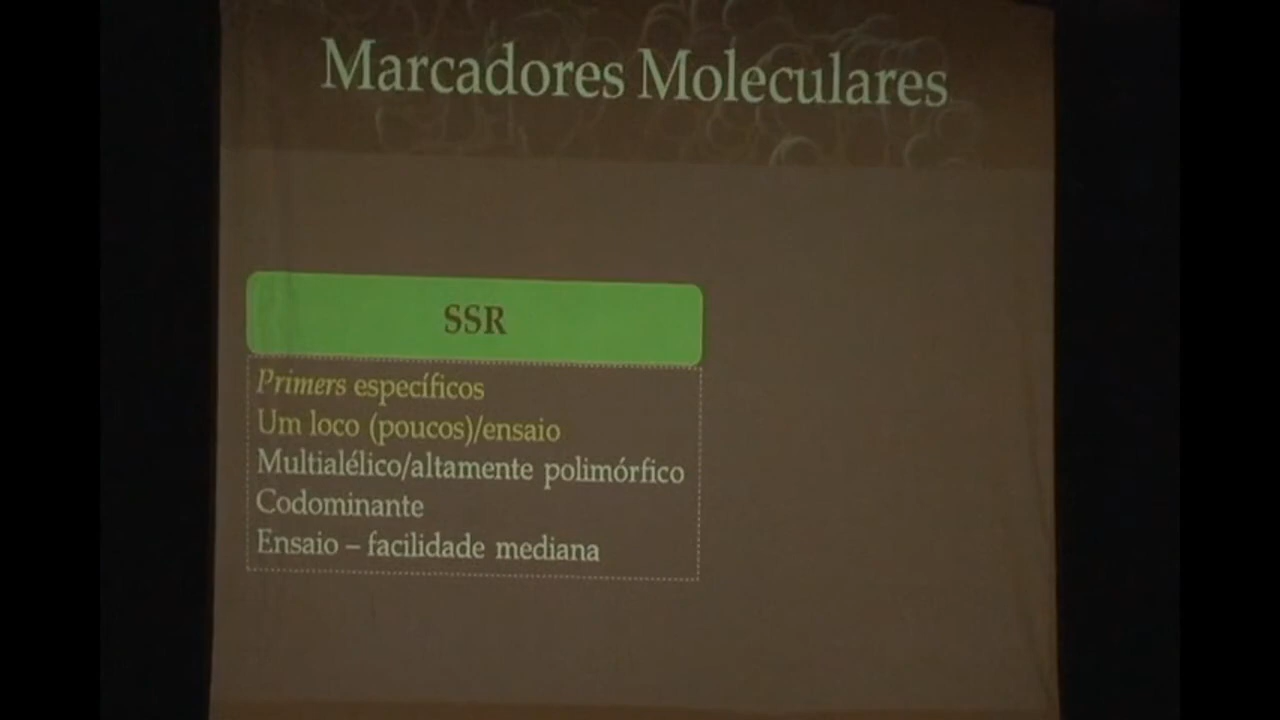 Marcadores Moleculares
SSR
Primers específicos
Um loco (poucos)/ensaio
Multialélico/altamente polimórfico
Codominante
Ensaio – facilidade mediana